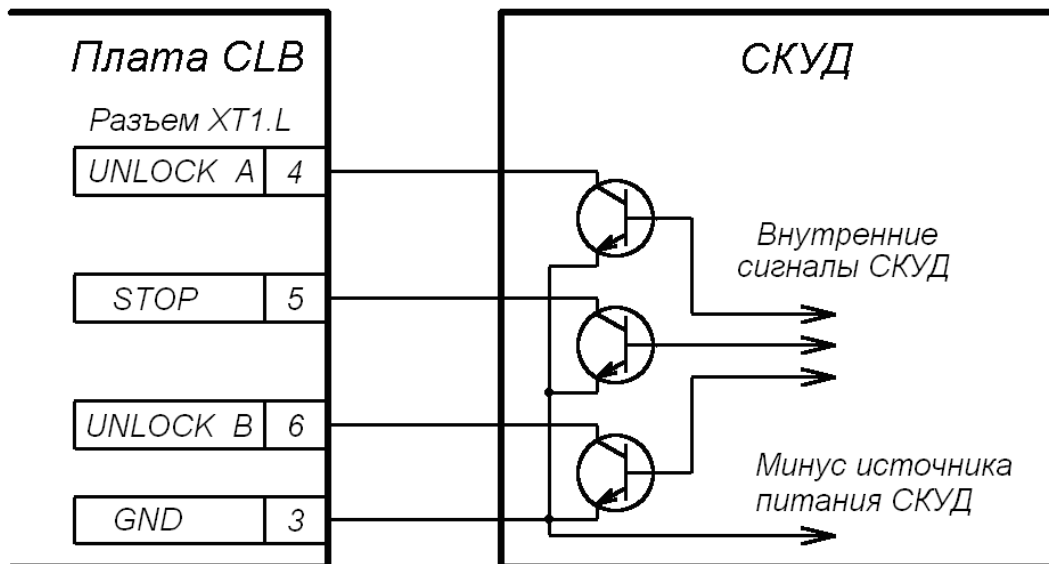 Плата CLB
СКУД
Разъем XT1.L
UNLOCK A 4
STOP 5
UNLOCK B 6
GND 3
Внутренние
сигналы СКУД
Минус источника
питания СКУД